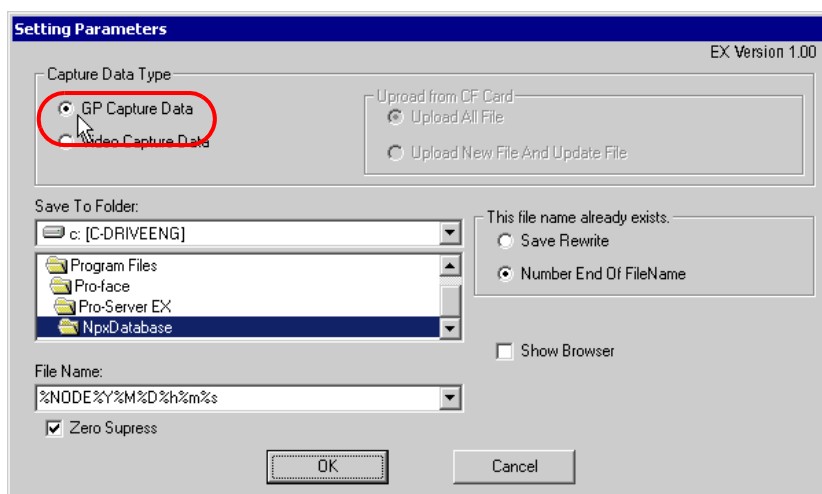 Setting Parameters
EX Version 1.00
Capture Data Type
GP Capture Data
Video Capture Data
Uproad from CF Card
Upload All File
Upload New File And Update File
Save To Folder:
c: [C-DRIVEENG]
Program Files
Pro-face
Pro-Server EX
NpxDatabase
This file name already exists.
Save Rewrite
Number End Of FileName
Show Browser
File Name:
%NODE%Y%M%D%h%m%s
Zero Supress
OK
Cancel